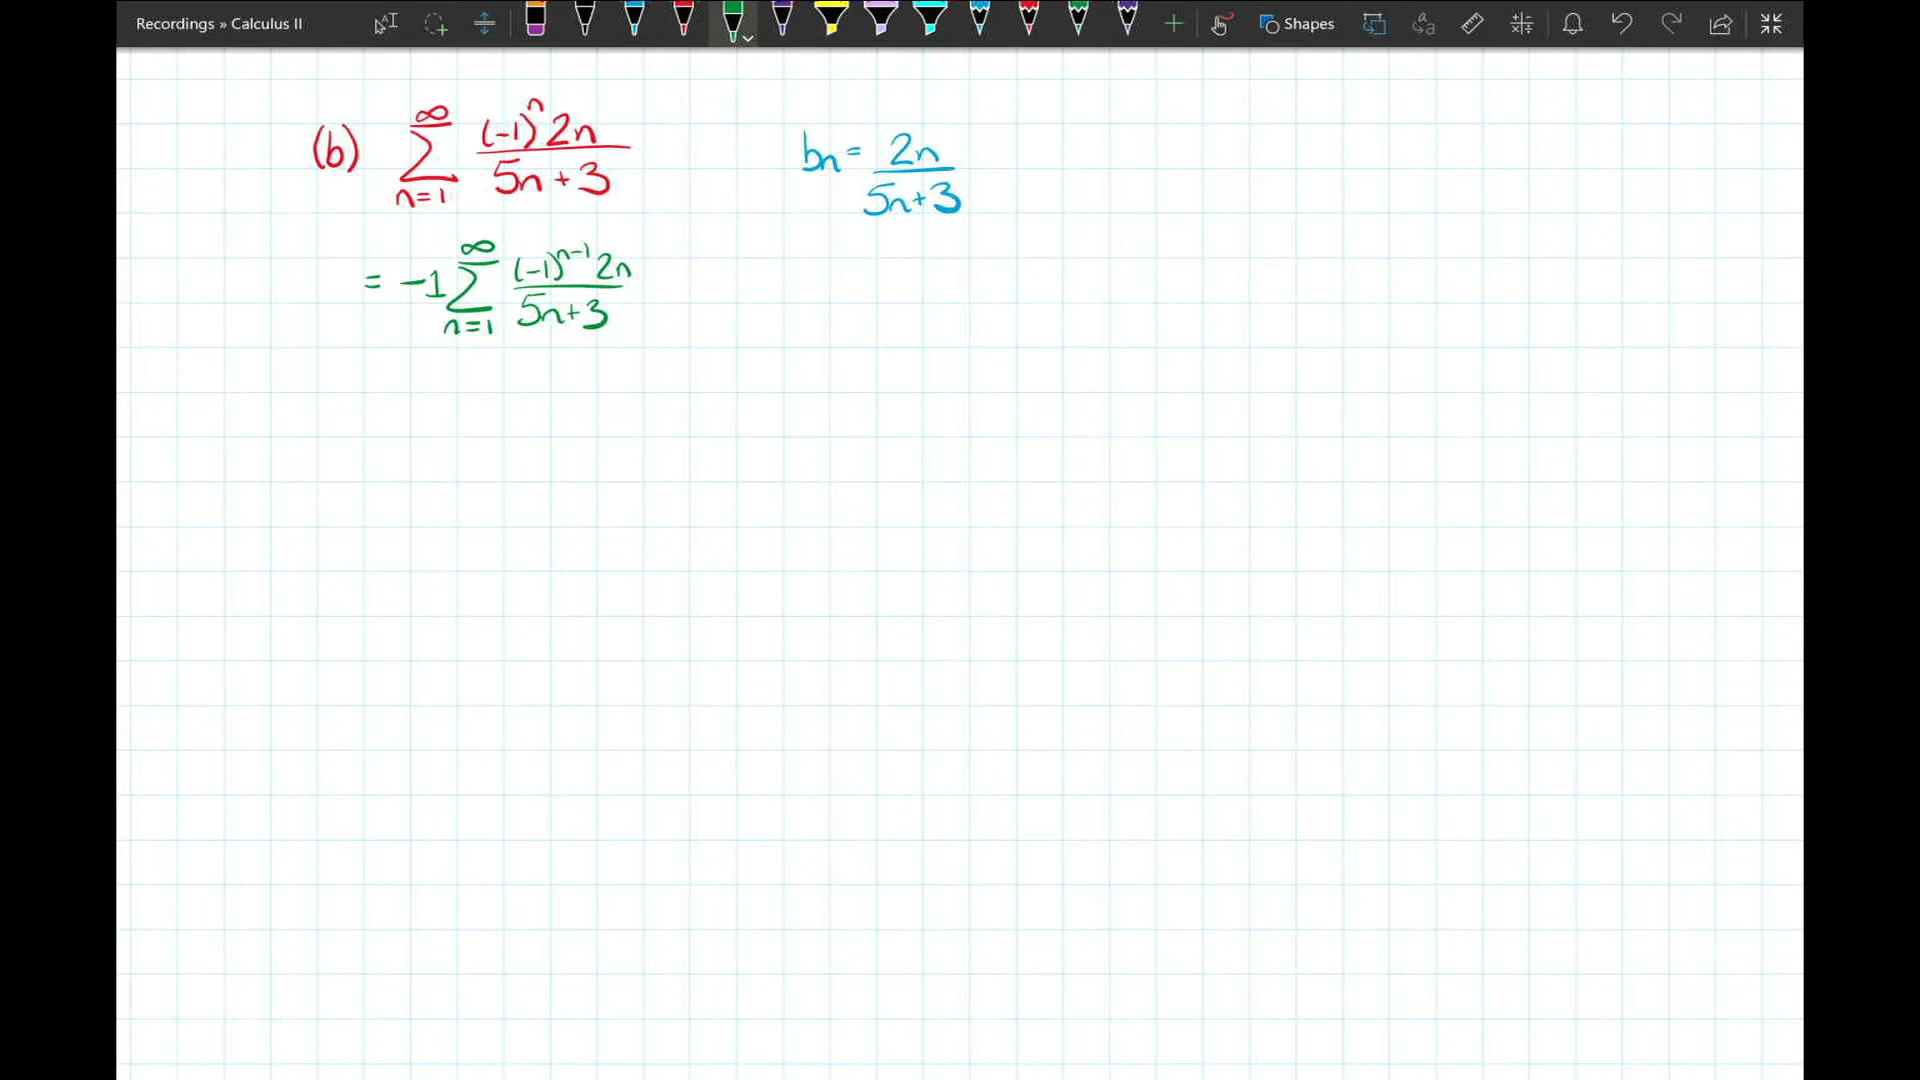 Recordings » Calculus II
Shapes
(b) ∞ ∑ n=1 (-1)^n 2n / 5n+3
bn = 2n / 5n+3
= -1 ∞ ∑ n=1 (-1)^n-1 2n / 5n+3